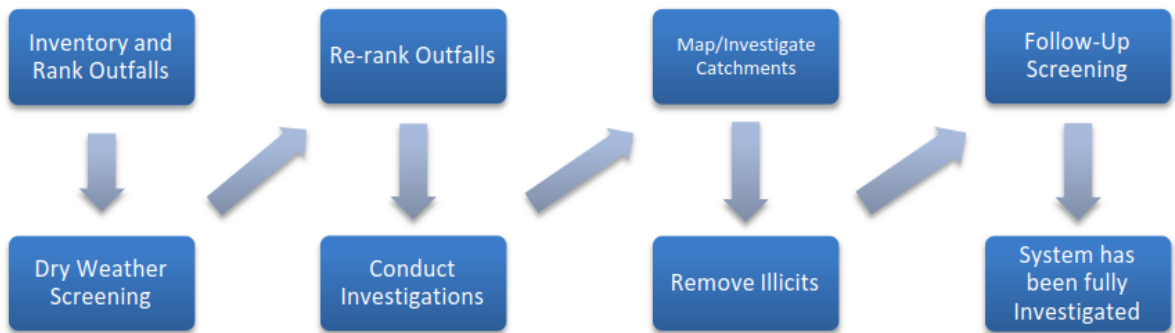 Inventory and
Rank Outfalls
Dry Weather
Screening
Re-rank Outfalls
Conduct
Investigations
Map/Investigate
Catchments
Remove Illicits
Follow-Up
Screening
System has
been fully
Investigated